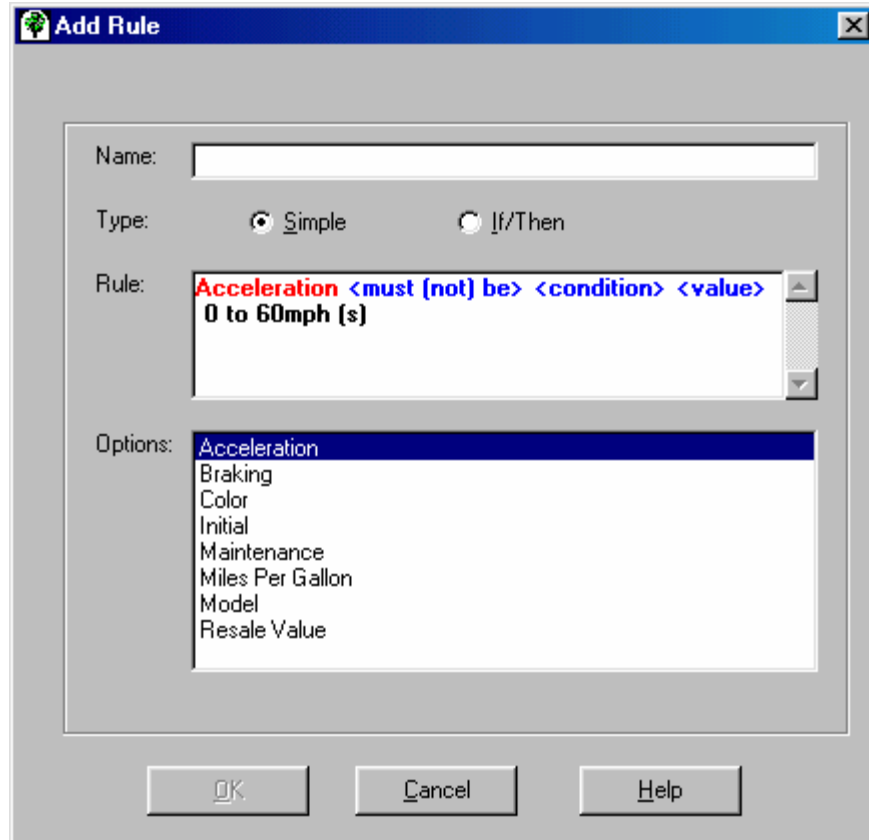 Add Rule
Name:
Type: Simple If/Then
Rule: Acceleration <must (not) be> <condition> <value>
0 to 60mph (s)
Options: Acceleration
Braking
Color
Initial
Maintenance
Miles Per Gallon
Model
Resale Value
OK Cancel Help